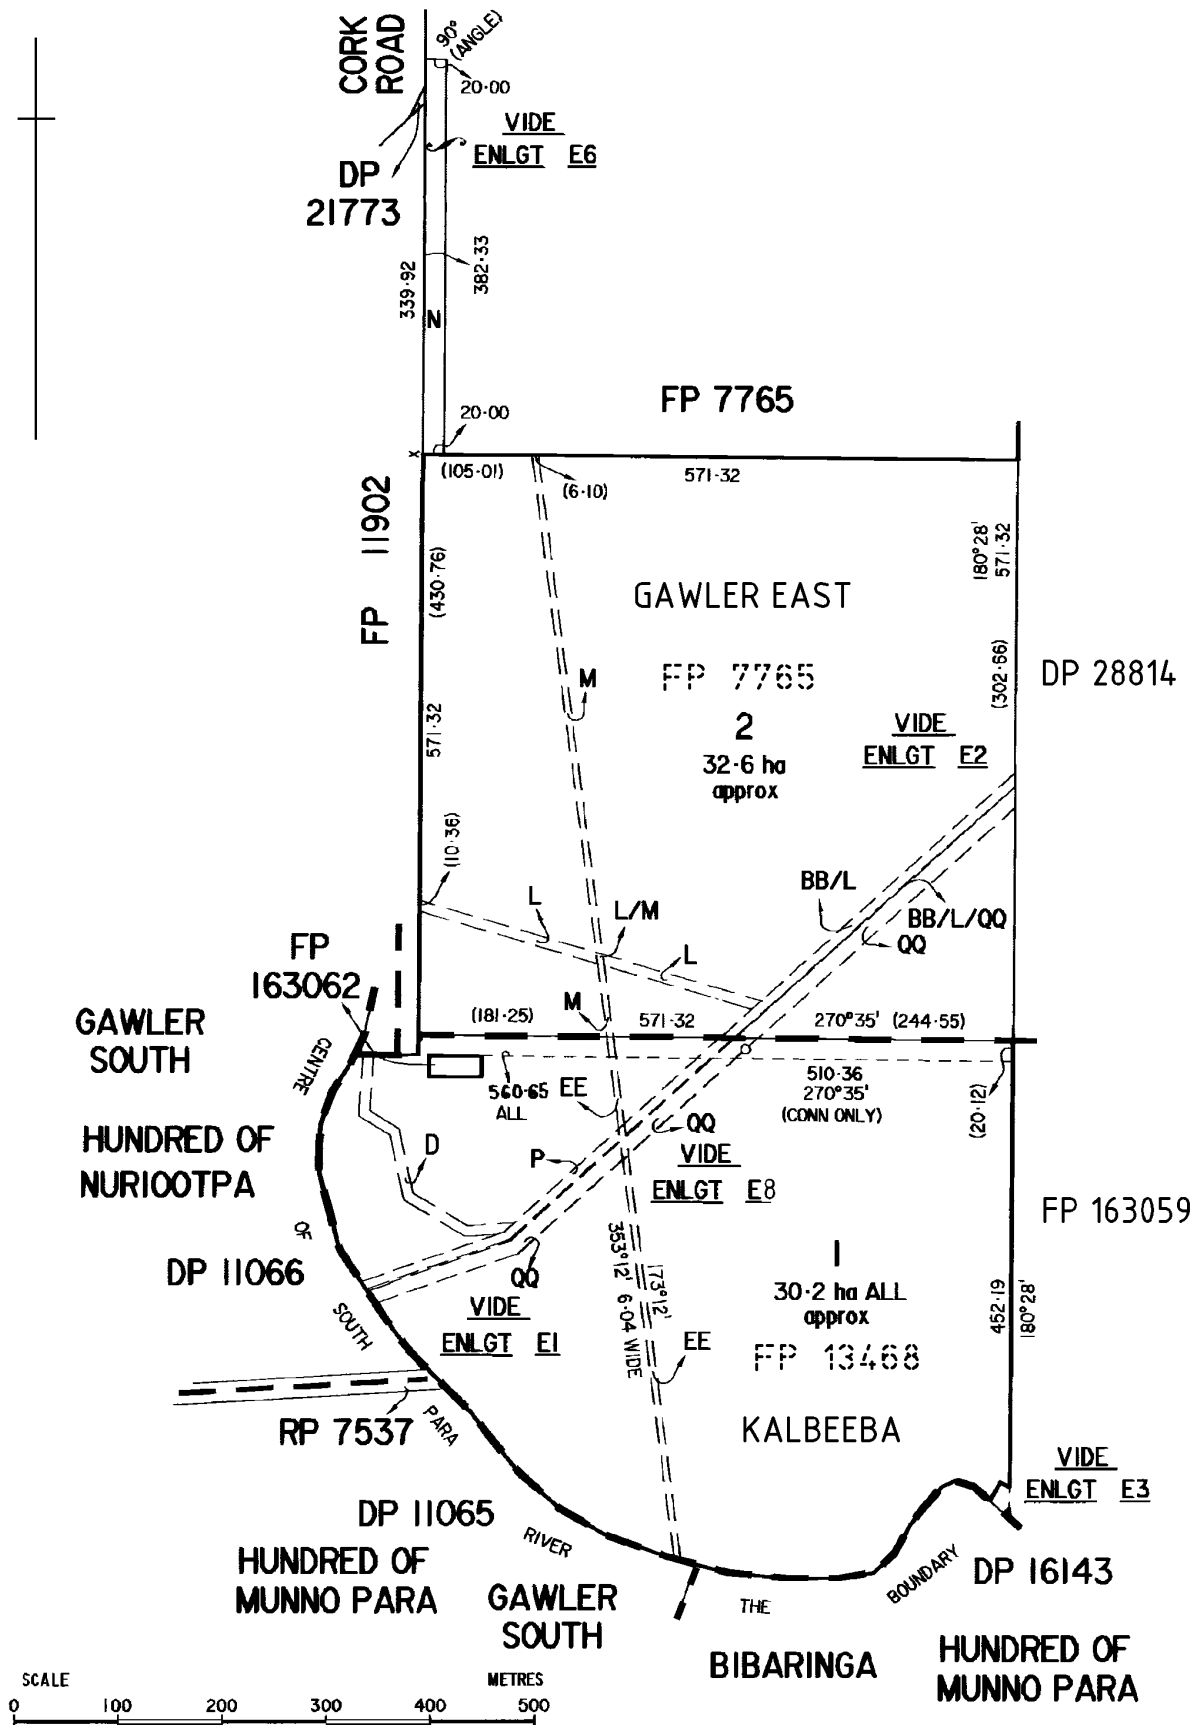 CORK
ROAD
90°
(ANGLE)
20·00
VIDE
ENLGT E6
DP
21773
339·92
382·33
N
20·00
FP 7765
(105·01)
(6·10)
571·32
FP 11902
(430·76)
571·32
180°28'
571·32
(302·66)
GAWLER EAST
FP 7765
2
32·6 ha
approx
M
DP 28814
VIDE
ENLGT E2
(10·36)
L
L/M
L
BB/L
BB/L/QQ
QQ
FP
163062
M
(181·25)
571·32
270°35' (244·55)
GAWLER
SOUTH
CENTRE
560·65
ALL
EE
510·36
270°35'
(CONN ONLY)
(20·12)
HUNDRED OF
NURIOOTPA
D
P
QQ
VIDE
ENLGT E8
FP 163059
OF
DP 11066
QQ
353°12' 6·04 WIDE
173°12'
1
30·2 ha ALL
approx
FP 13468
452·19
180°28'
SOUTH
VIDE
ENLGT E1
EE
RP 7537
PARA
KALBEEBA
VIDE
ENLGT E3
DP 11065
RIVER
HUNDRED OF
MUNNO PARA
GAWLER
SOUTH
THE
BOUNDARY
DP 16143
BIBARINGA
HUNDRED OF
MUNNO PARA
SCALE
METRES
0 100 200 300 400 500